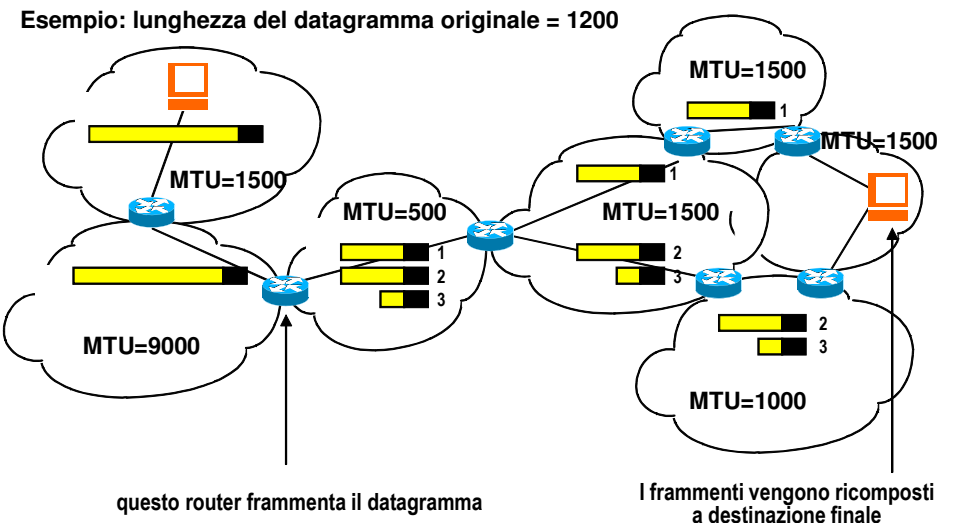 Esempio: lunghezza del datagramma originale = 1200
MTU=1500
1
MTU=1500
MTU=1500
1
MTU=500
MTU=1500
1
2
2
3
3
MTU=9000
2
3
MTU=1000
questo router frammenta il datagramma
I frammenti vengono ricomposti
a destinazione finale